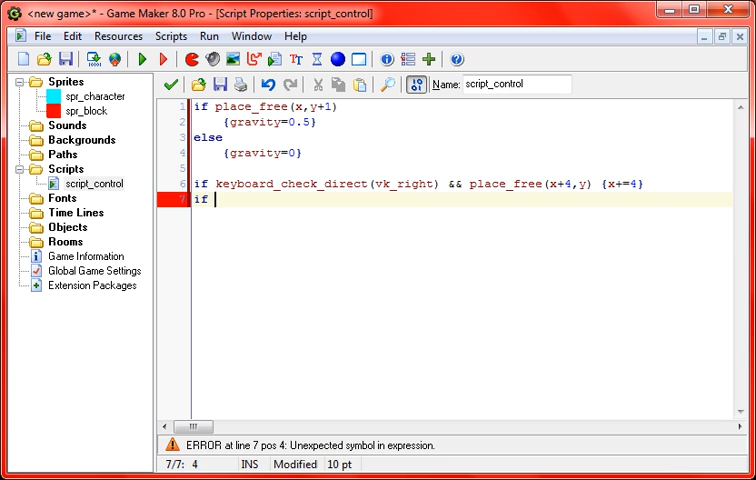 <new game>* - Game Maker 8.0 Pro - [Script Properties: script_control]
File Edit Resources Scripts Run Window Help
Name: script_control
Sprites
spr_character
spr_block
Sounds
Backgrounds
Paths
Scripts
script_control
Fonts
Time Lines
Objects
Rooms
Game Information
Global Game Settings
Extension Packages
1 if place_free(x,y+1)
2 {gravity=0.5}
3 else
4 {gravity=0}
5
6 if keyboard_check_direct(vk_right) && place_free(x+4,y) {x+=4}
7 if
ERROR at line 7 pos 4: Unexpected symbol in expression.
7/7: 4 INS Modified 10 pt